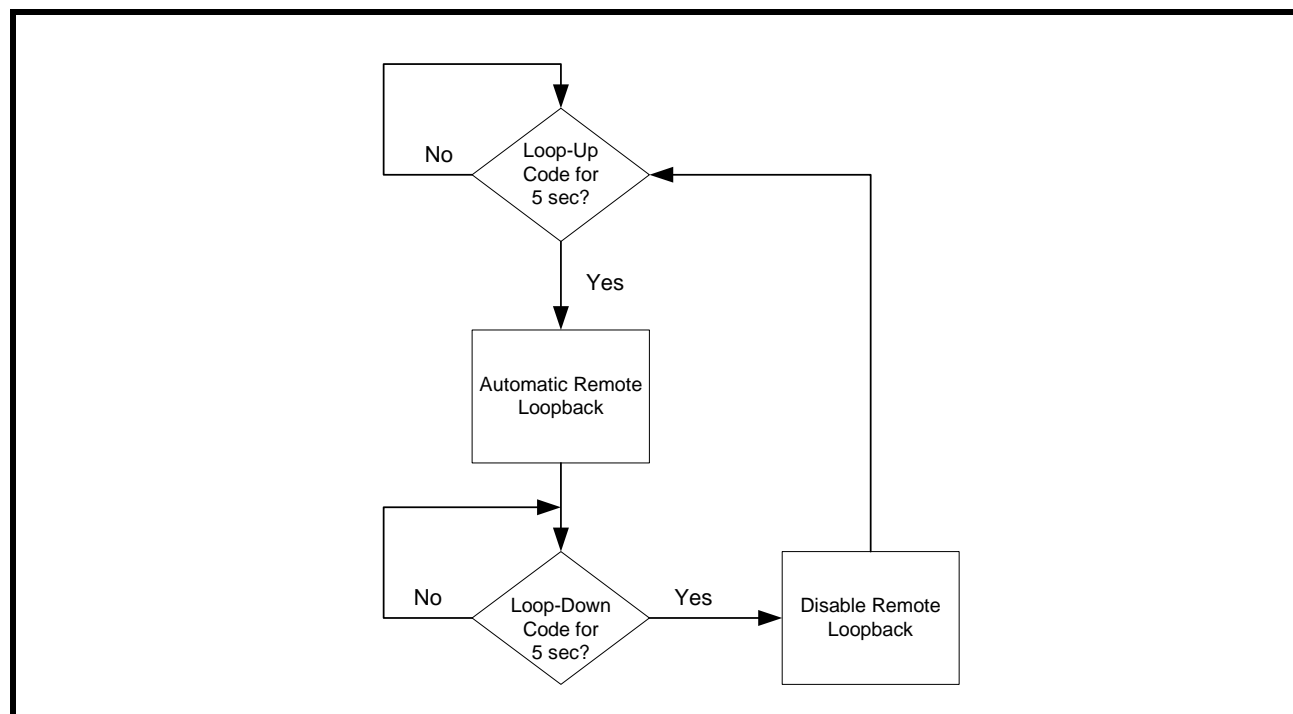 Loop-Up
Code for
5 sec?
No
Yes
Automatic Remote
Loopback
No
Loop-Down
Code for
5 sec?
Yes
Disable Remote
Loopback